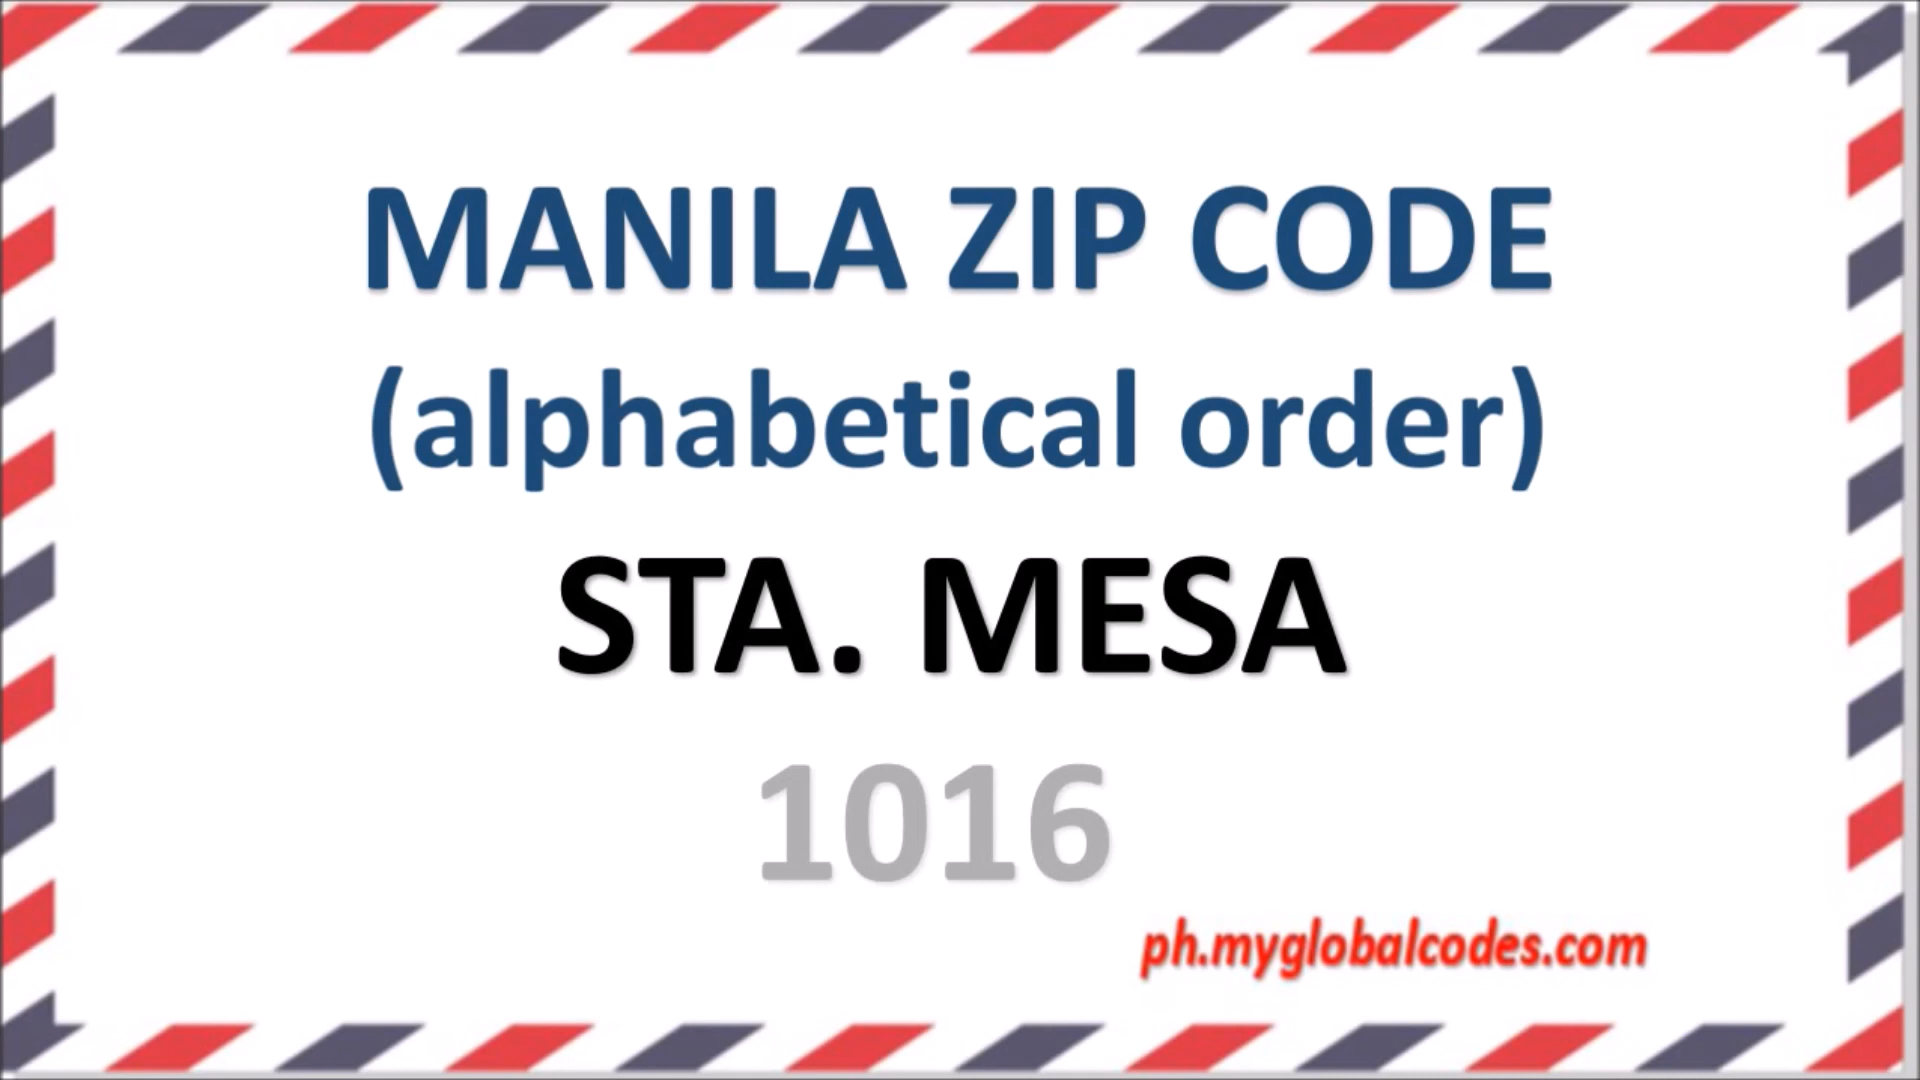 MANILA ZIP CODE
(alphabetical order)
STA. MESA
1016
ph.myglobalcodes.com